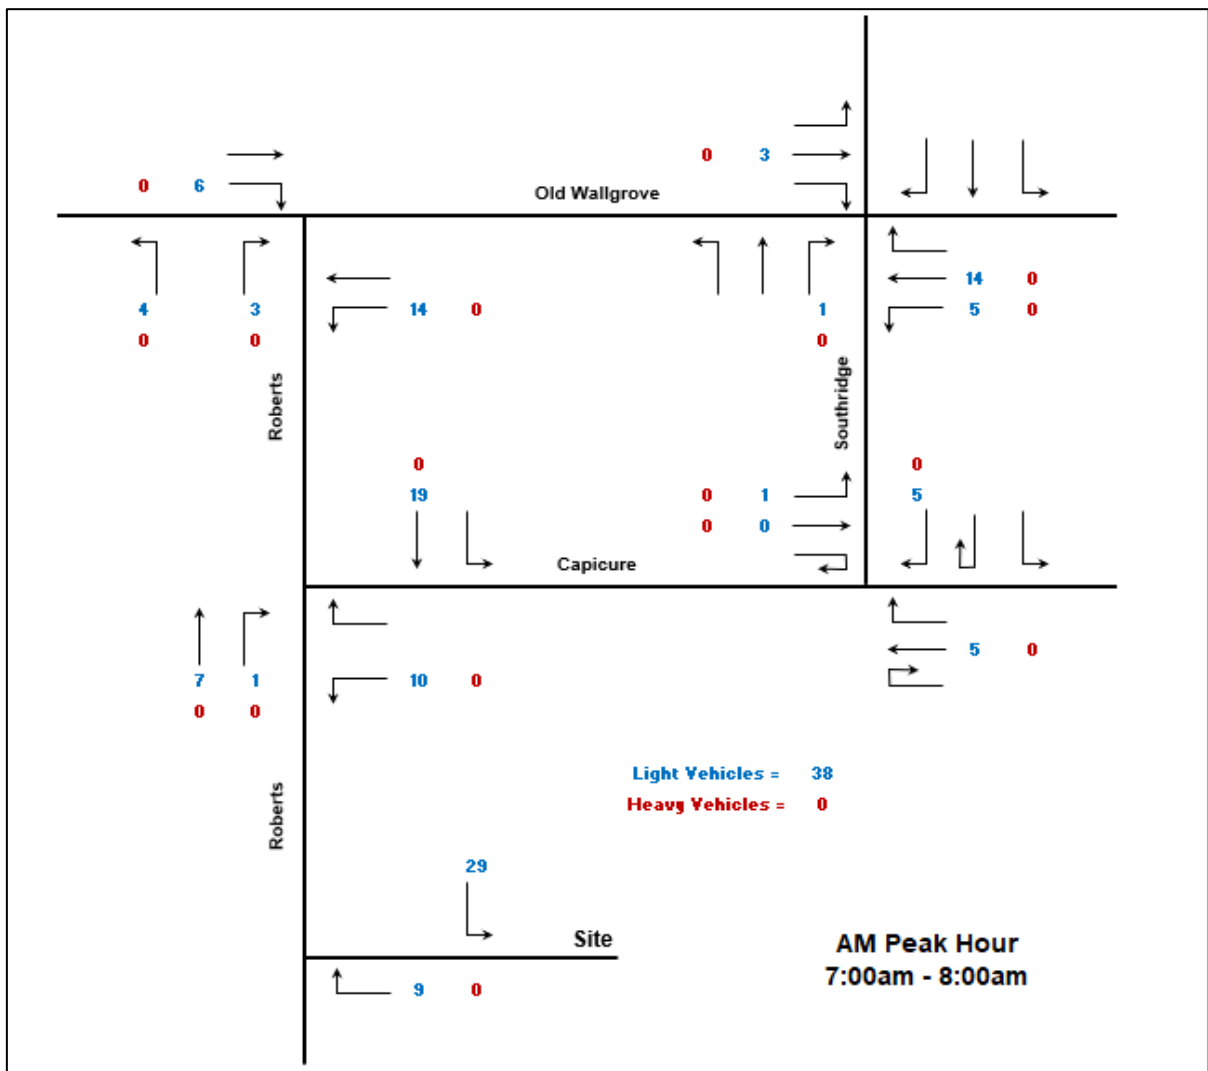 0 3
0 6
Old Wallgrove
14 0
4 3 14 0 1 5 0
0 0 0
Roberts
Southridge
0 0
19 0 1 5
0 0
Capicure
5 0
7 1 10 0
0 0
Light Vehicles = 38
Heavy Vehicles = 0
Roberts
29
Site
AM Peak Hour
7:00am - 8:00am
9 0